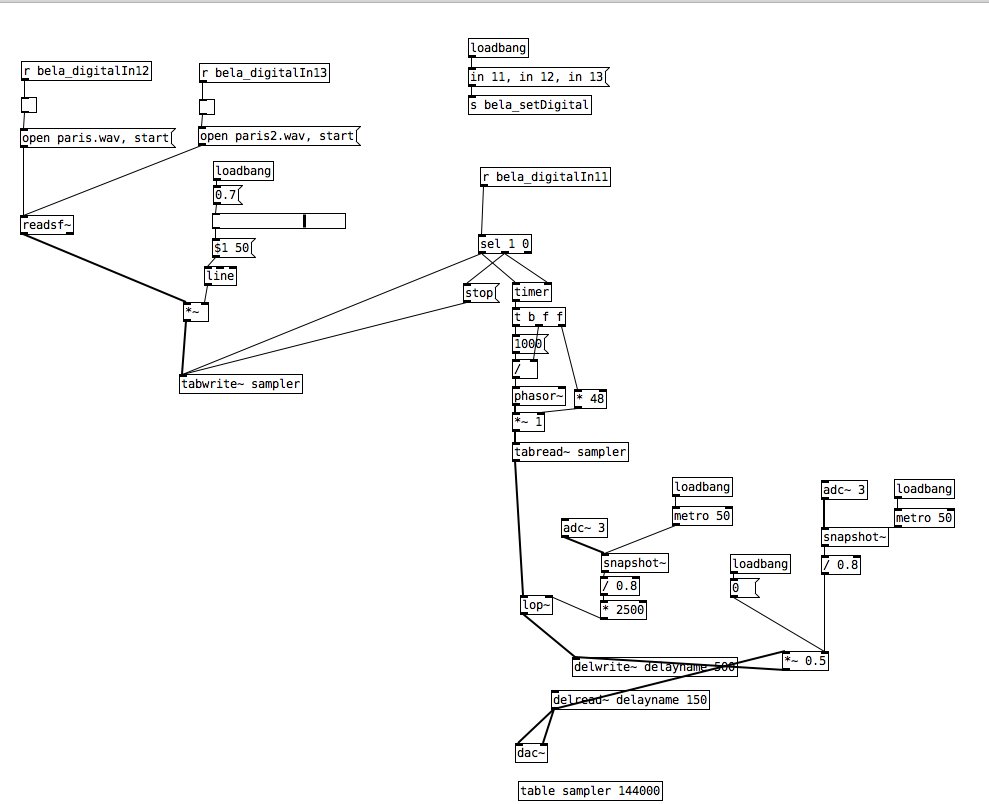 loadbang
r bela_digitalIn12
r bela_digitalIn13
in 11, in 12, in 13
s bela_setDigital
open paris.wav, start
open paris2.wav, start
loadbang
r bela_digitalIn11
0.7
readsf~
$1 50
sel 1 0
line
stop
timer
*~
t b f f
1000
/
tabwrite~ sampler
phasor~
* 48
*~ 1
tabread~ sampler
loadbang
adc~ 3
loadbang
metro 50
metro 50
adc~ 3
snapshot~
snapshot~
loadbang
/ 0.8
/ 0.8
0
lop~
* 2500
*~ 0.5
delwrite~ delayname 500
delread~ delayname 150
dac~
table sampler 144000